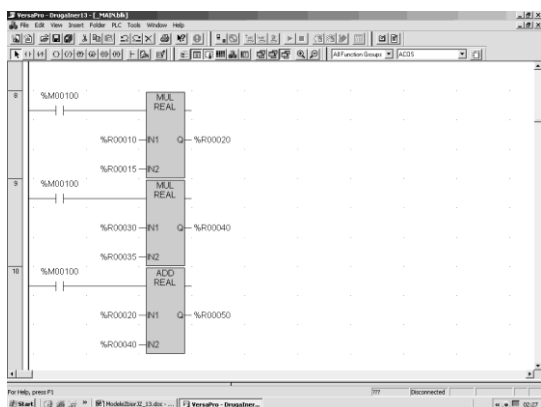 VersaPro - DrugaIner13 - [_MAIN.blk]
File Edit View Insert Folder PLC Tools Window Help
All Function Groups ACOS
8 %M00100 MUL
REAL
%R00010 IN1 Q %R00020
%R00015 IN2
9 %M00100 MUL
REAL
%R00030 IN1 Q %R00040
%R00035 IN2
10 %M00100 ADD
REAL
%R00020 IN1 Q %R00050
%R00040 IN2
For Help, press F1 ??? Disconnected
Start VersaPro - DrugaIner... 02:27